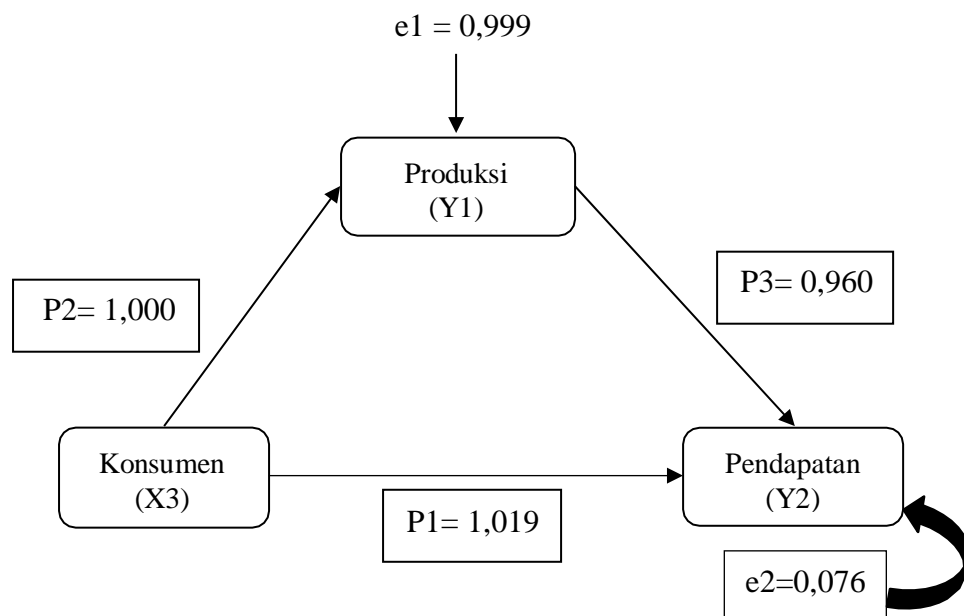 e1 = 0,999
Produksi
(Y1)
P2= 1,000
P3= 0,960
Konsumen
(X3)
P1= 1,019
Pendapatan
(Y2)
e2=0,076